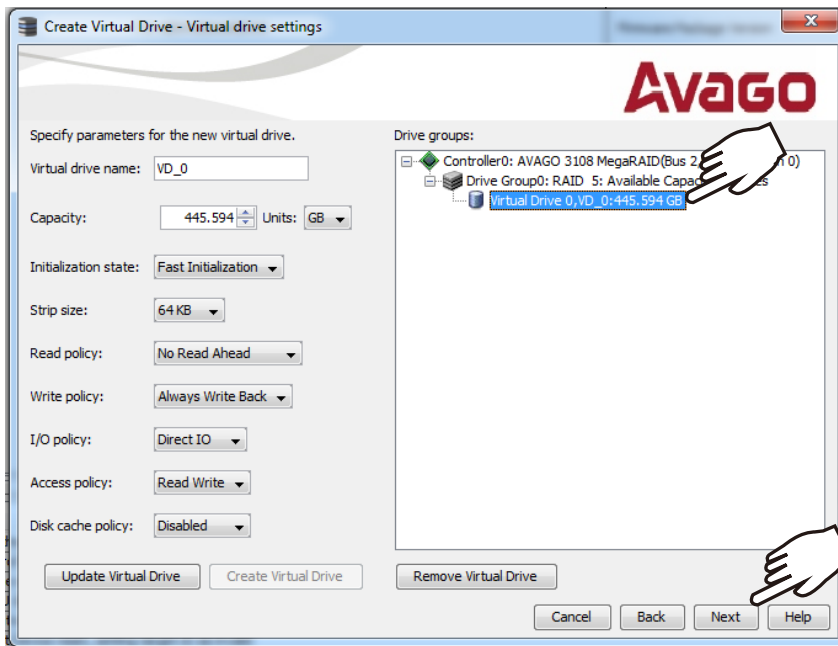 Create Virtual Drive - Virtual drive settings
Avago
Specify parameters for the new virtual drive.
Virtual drive name: VD_0
Capacity: 445.594 Units: GB
Initialization state: Fast Initialization
Strip size: 64 KB
Read policy: No Read Ahead
Write policy: Always Write Back
I/O policy: Direct IO
Access policy: Read Write
Disk cache policy: Disabled
Update Virtual Drive Create Virtual Drive
Drive groups:
Controller0: AVAGO 3108 MegaRAID(Bus 2, 0)
Drive Group0: RAID 5: Available
Virtual Drive 0,VD_0:445.594 GB
Remove Virtual Drive
Cancel Back Next Help